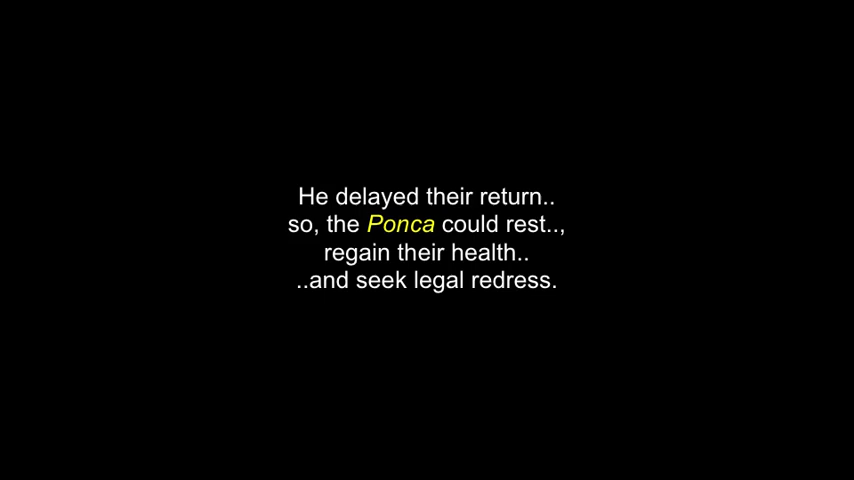 He delayed their return..
so, the Ponca could rest..,
regain their health..
..and seek legal redress.